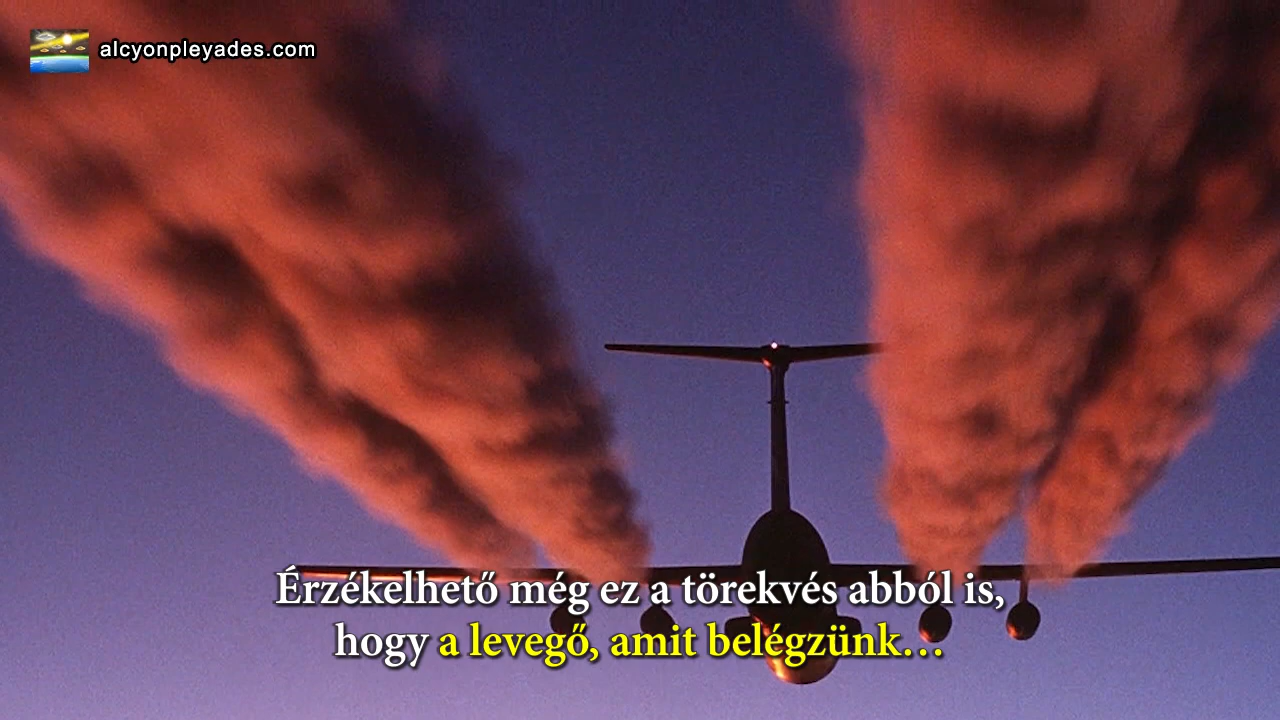 alcyonpleyades.com
Érzékelhető még ez a törekvés abból is,
hogy a levegő, amit belégzünk...